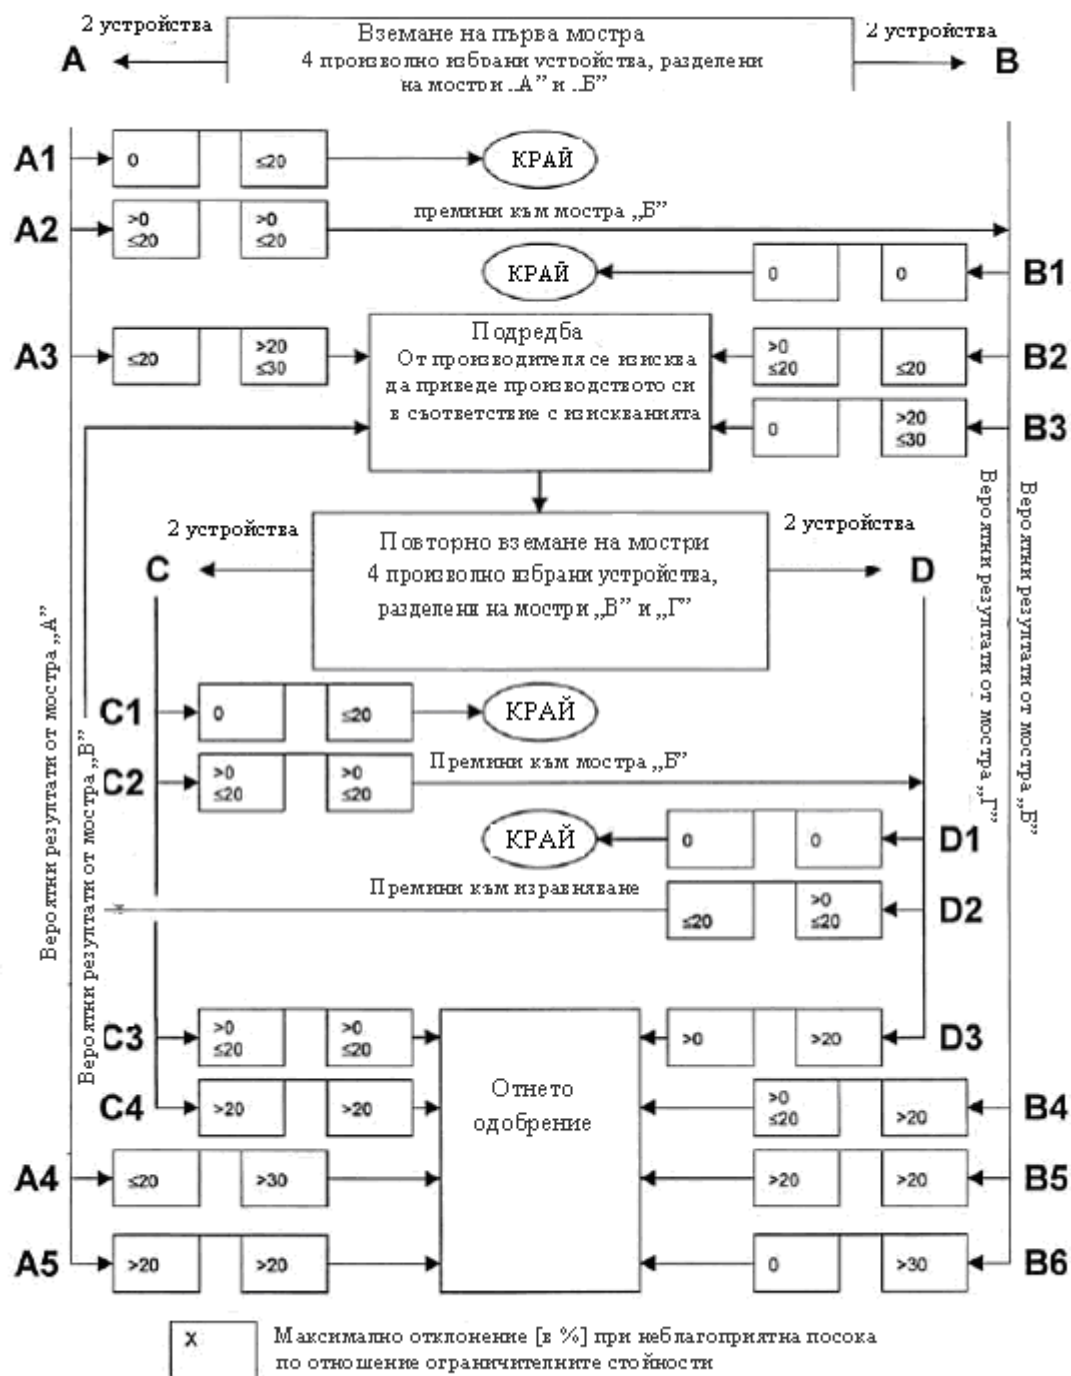 2 устройства
Вземане на първа мостра
2 устройства
A
4 произволно избрани устройства, разделени
B
на мостри „А” и „Б”
A1
0
≤20
КРАЙ
A2
>0
≤20
>0
≤20
премини към мостра „Б”
КРАЙ
0
0
B1
A3
≤20
>20
≤30
Подредба
От производителя се изисква
да приведе производството си
в съответствие с изискванията
>0
≤20
≤20
B2
0
>20
≤30
B3
2 устройства
2 устройства
C
Повторно вземане на мостри
4 произволно избрани устройства,
разделени на мостри „В” и „Г”
D
Вероятни резултати от мостра „А”
Вероятни резултати от мостра „В”
Вероятни резултати от мостра „Г”
Вероятни резултати от мостра „Б”
C1
0
≤20
КРАЙ
C2
>0
≤20
>0
≤20
Премини към мостра „Б”
КРАЙ
0
0
D1
Премини към изравняване
≤20
>0
≤20
D2
C3
>0
≤20
>0
≤20
Отнето
одобрение
>0
>20
D3
C4
>20
>20
>0
≤20
>20
B4
A4
≤20
>30
>20
>20
B5
A5
>20
>20
0
>30
B6
X
Максимално отклонение [в %] при неблагоприятна посока
по отношение ограничителните стойности